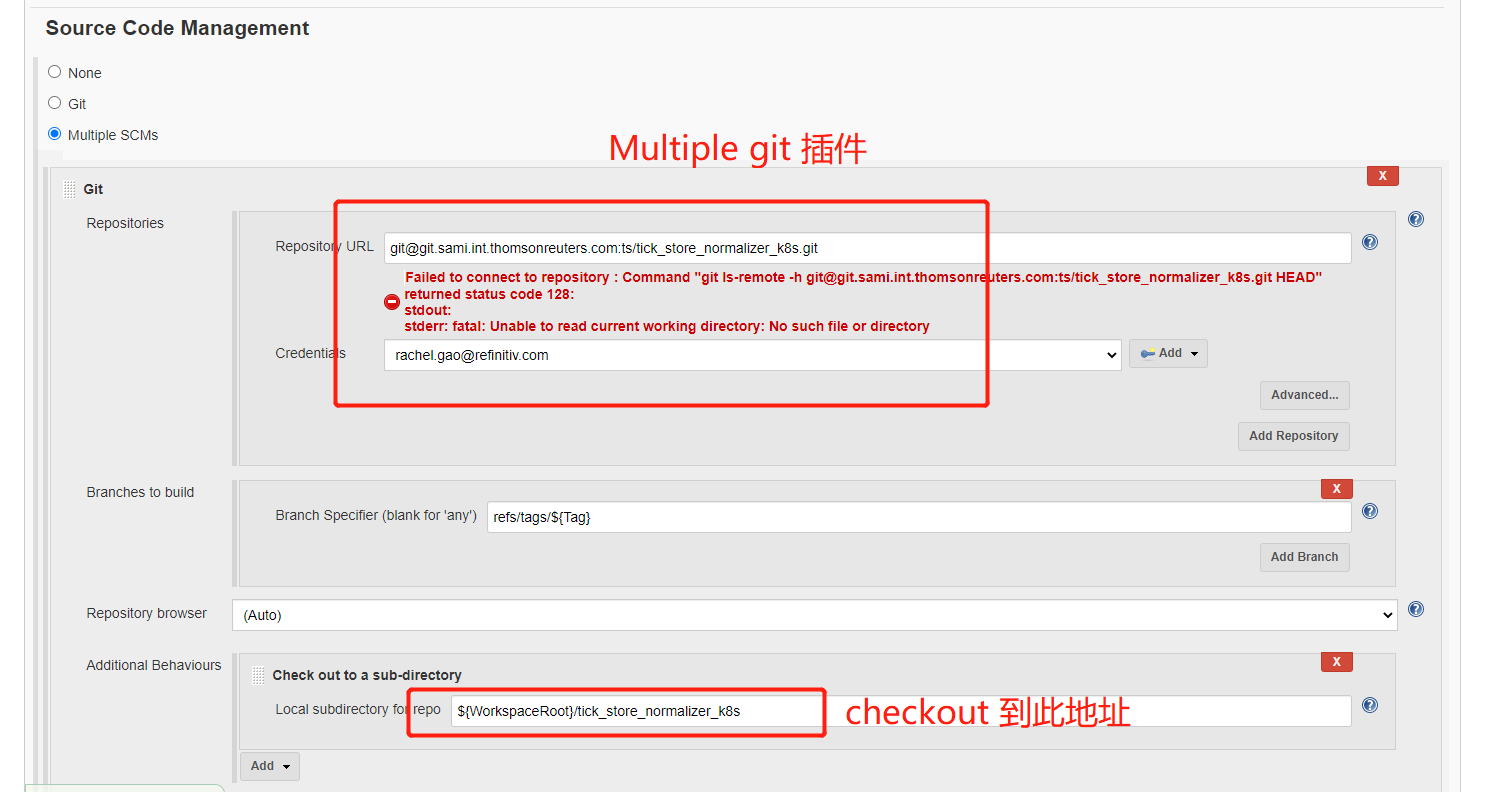 Source Code Management
None
Git
Multiple SCMs
Multiple git 插件
X
Git
Repositories
Repository URL
git@git.sami.int.thomsonreuters.com:ts/tick_store_normalizer_k8s.git
Failed to connect to repository : Command "git ls-remote -h git@git.sami.int.thomsonreuters.com:ts/tick_store_normalizer_k8s.git HEAD"
returned status code 128:
stdout:
stderr: fatal: Unable to read current working directory: No such file or directory
Credentials
rachel.gao@refinitiv.com
Add
Advanced...
Add Repository
Branches to build
X
Branch Specifier (blank for 'any')
refs/tags/${Tag}
Add Branch
Repository browser
(Auto)
Additional Behaviours
X
Check out to a sub-directory
Local subdirectory for repo
${WorkspaceRoot}/tick_store_normalizer_k8s
checkout 到此地址
Add